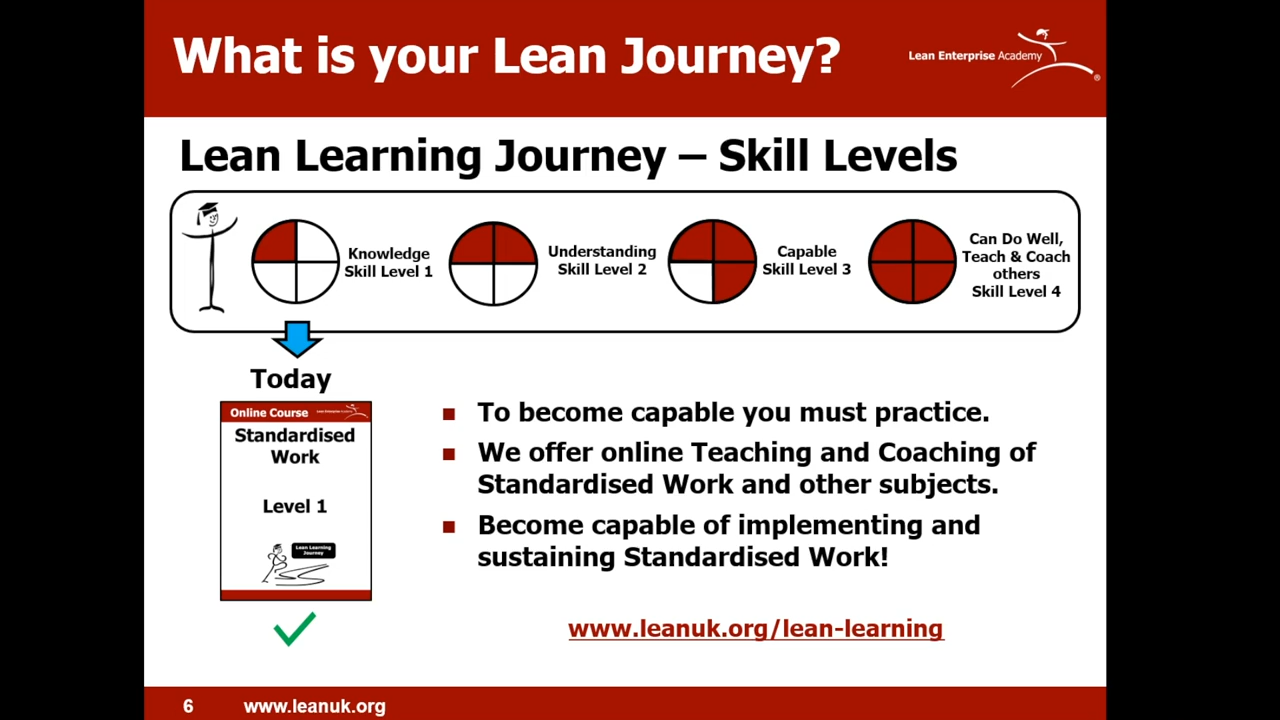 What is your Lean Journey?
Lean Enterprise Academy
®
Lean Learning Journey – Skill Levels
Knowledge
Skill Level 1
Understanding
Skill Level 2
Capable
Skill Level 3
Can Do Well,
Teach & Coach
others
Skill Level 4
Today
Online Course
Lean Enterprise Academy
Standardised
Work
Level 1
Lean Learning
Journey
To become capable you must practice.
We offer online Teaching and Coaching of
Standardised Work and other subjects.
Become capable of implementing and
sustaining Standardised Work!
www.leanuk.org/lean-learning
6
www.leanuk.org